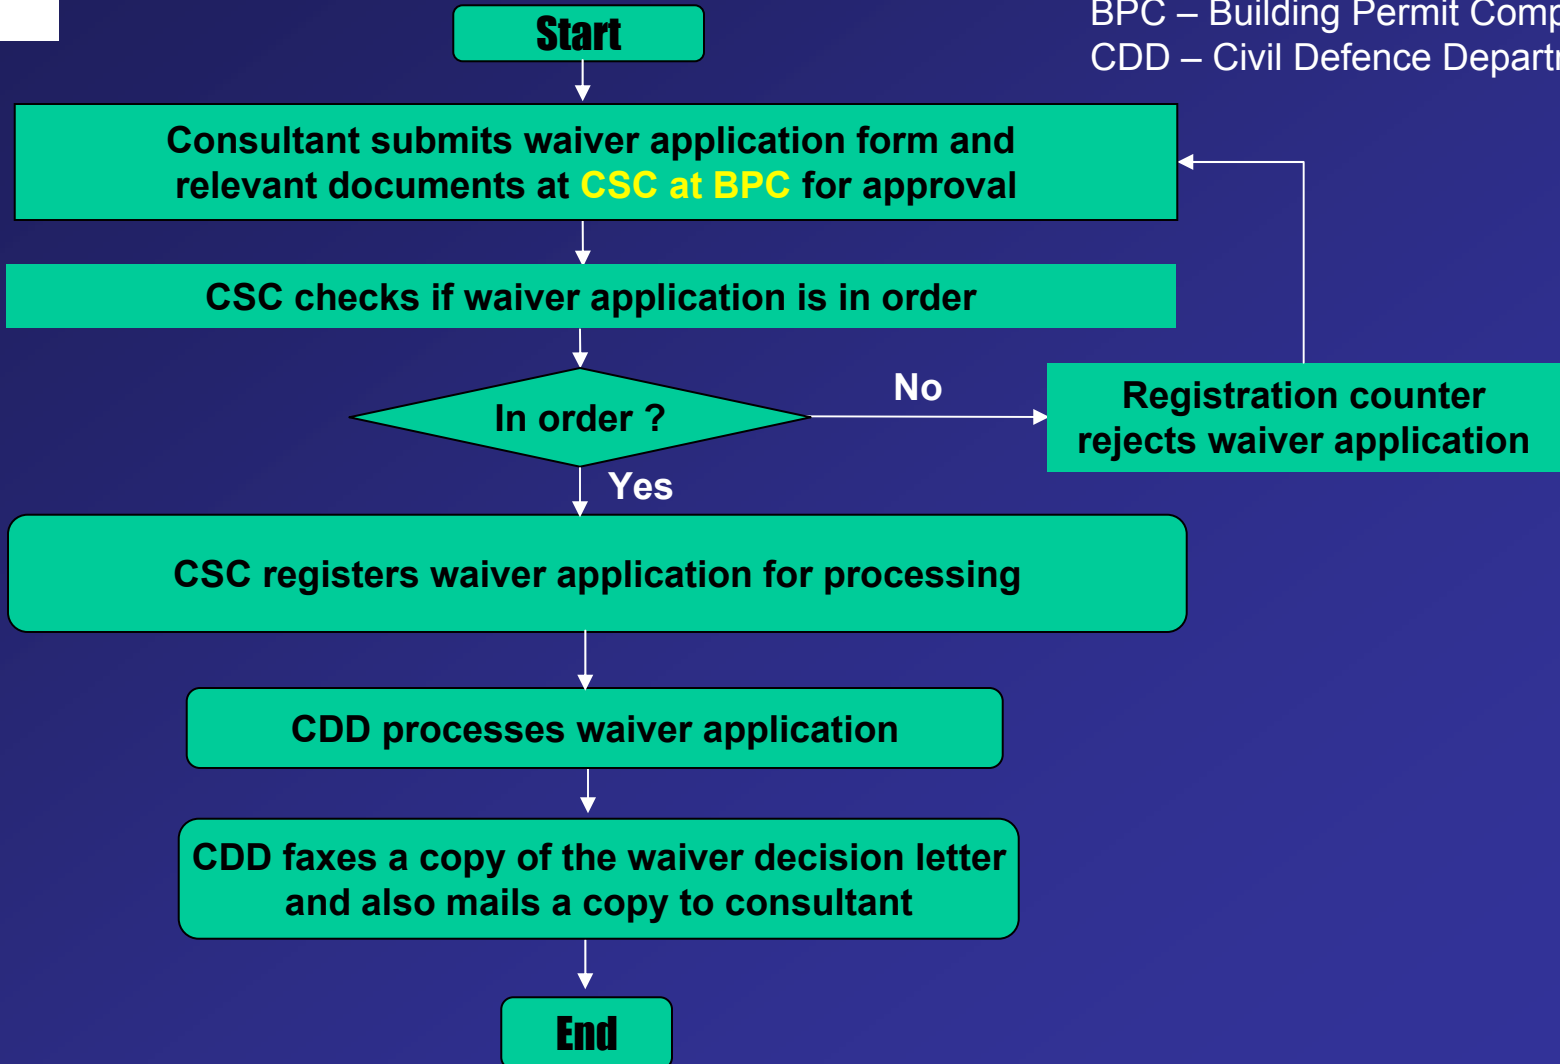 BPC – Building Permit
CDD – Civil Defence
Start
Consultant submits waiver application form and
relevant documents at CSC at BPC for approval
CSC checks if waiver application is in order
In order ?
No
Registration counter
rejects waiver application
Yes
CSC registers waiver application for processing
CDD processes waiver application
CDD faxes a copy of the waiver decision letter
and also mails a copy to consultant
End